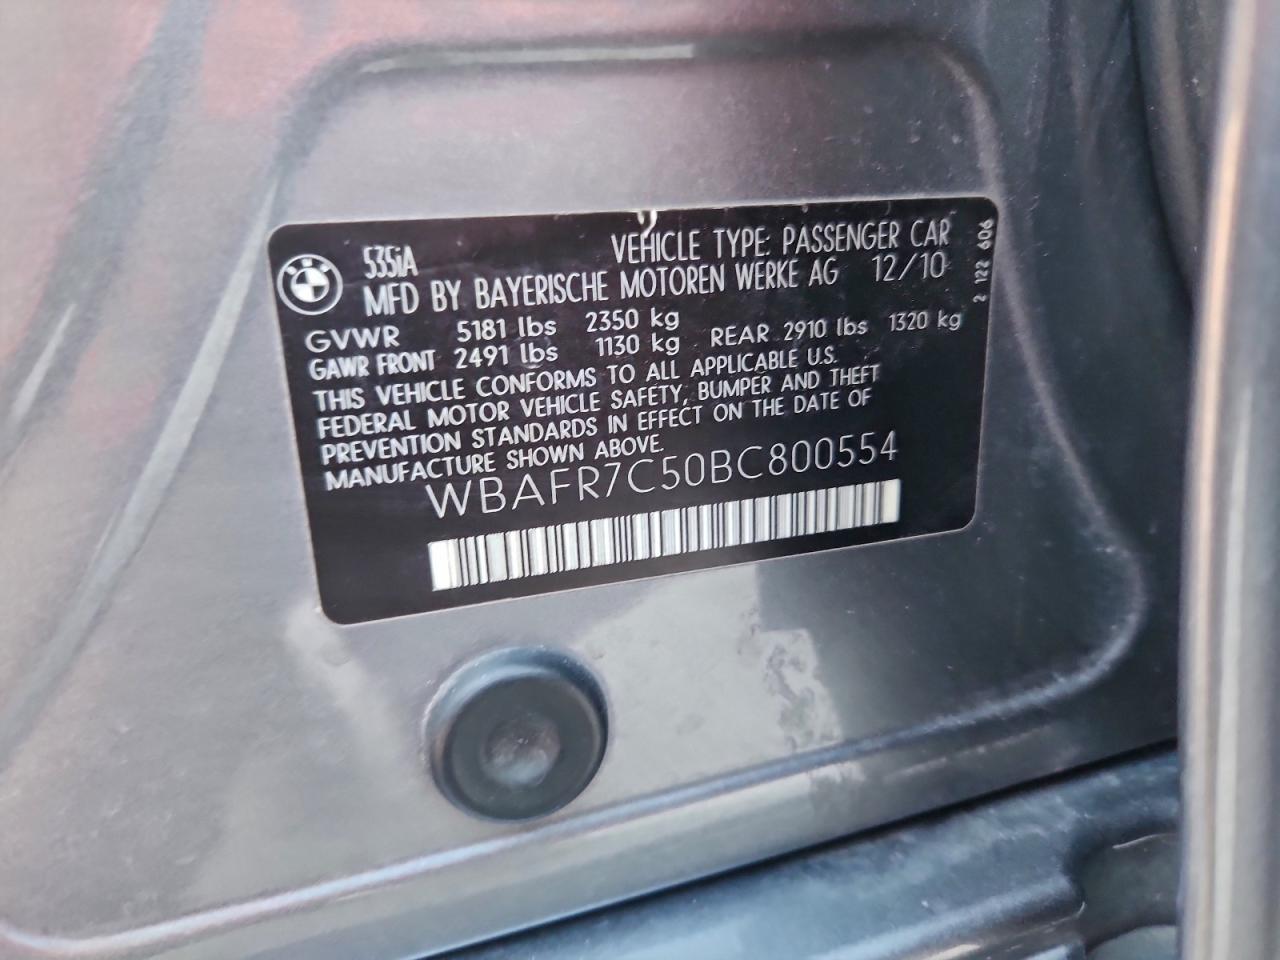 535iA VEHICLE TYPE: PASSENGER CAR
MFD BY BAYERISCHE MOTOREN WERKE AG 12/10
GVWR 5181 lbs 2350 kg
GAWR FRONT 2491 lbs 1130 kg REAR 2910 lbs 1320 kg
THIS VEHICLE CONFORMS TO ALL APPLICABLE U.S.
FEDERAL MOTOR VEHICLE SAFETY, BUMPER AND THEFT
PREVENTION STANDARDS IN EFFECT ON THE DATE OF
MANUFACTURE SHOWN ABOVE.
WBAFR7C50BC800554
2 122 606